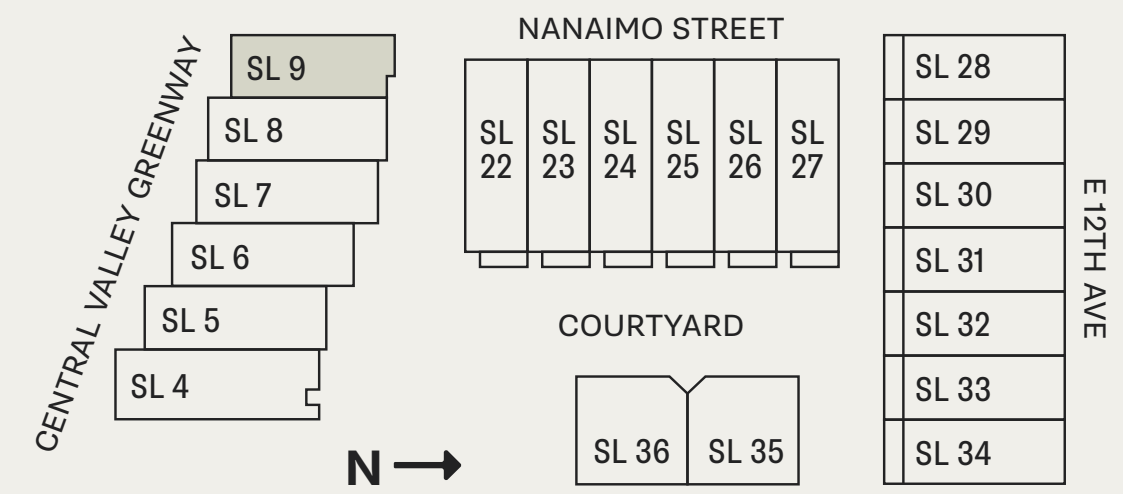 NANAIMO STREET
CENTRAL VALLEY GREENWAY
SL 9
SL 8
SL 7
SL 6
SL 5
SL 4
SL
22
SL
23
SL
24
SL
25
SL
26
SL
27
COURTYARD
SL 36
SL 35
SL 28
SL 29
SL 30
SL 31
SL 32
SL 33
SL 34
E 12TH AVE
N